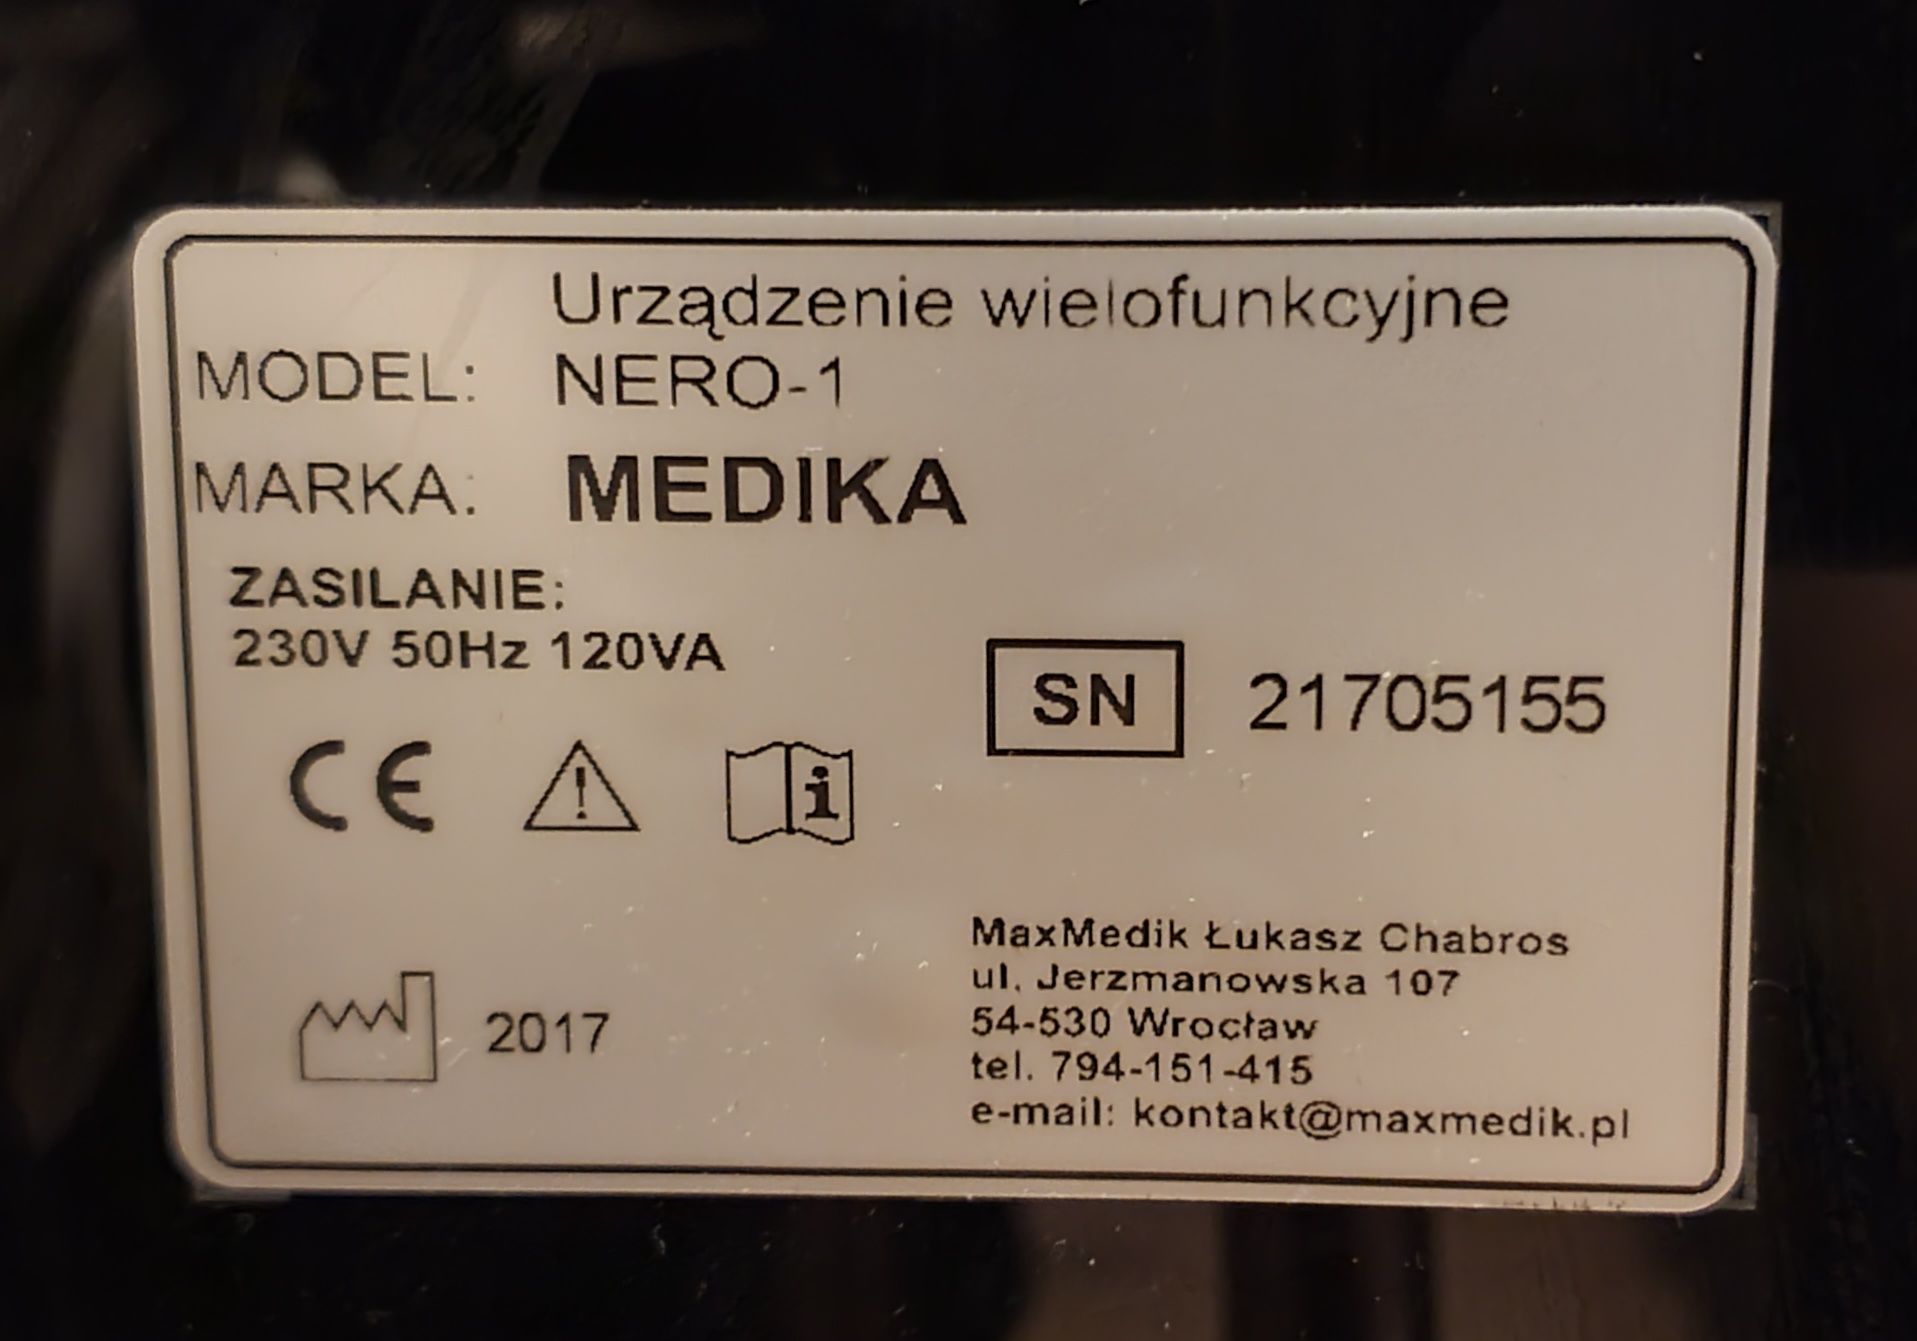 Urządzenie wielofunkcyjne
MODEL: NERO-1
MARKA: MEDIKA
ZASILANIE:
230V 50Hz 120VA
SN 21705155
CE
2017
MaxMedik Łukasz Chabros
ul. Jerzmanowska 107
54-530 Wrocław
tel. 794-151-415
e-mail: kontakt@maxmedik.pl